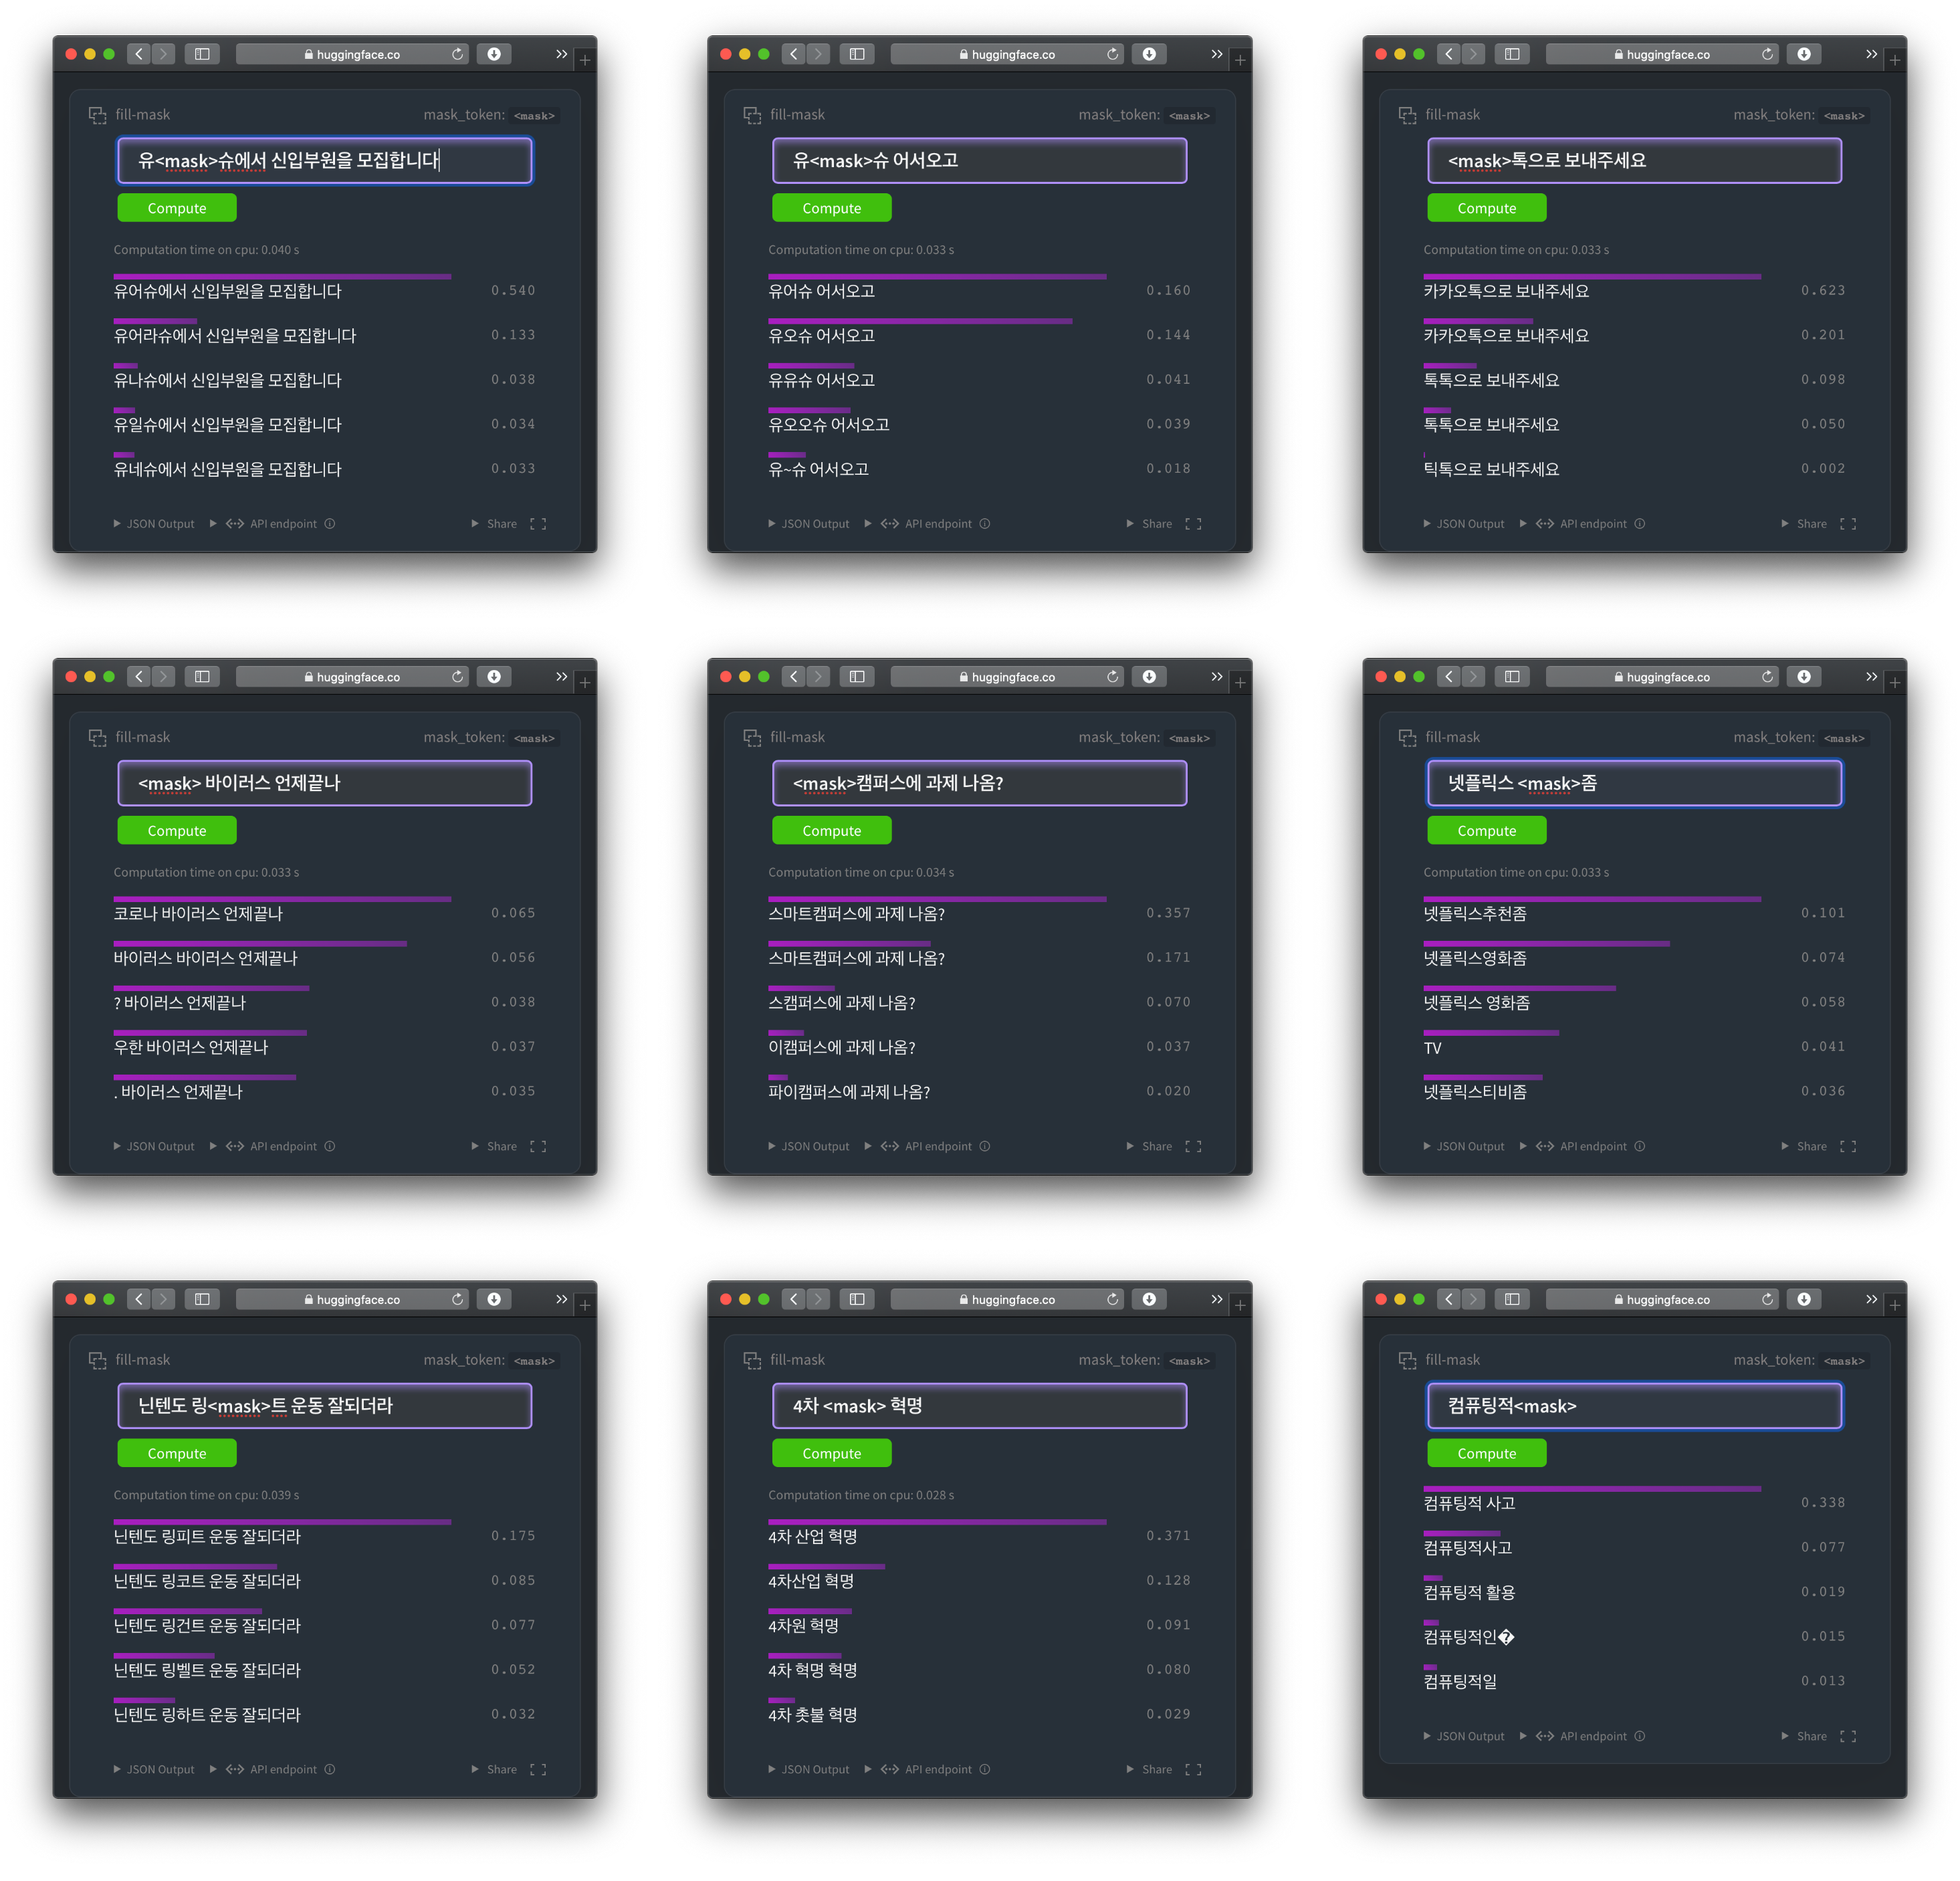 huggingface.co
fill-mask mask_token: <mask>
유<mask>슈에서 신입부원을 모집합니다
Compute
Computation time on cpu: 0.040 s
유어슈에서 신입부원을 모집합니다 0.540
유어라슈에서 신입부원을 모집합니다 0.133
유나슈에서 신입부원을 모집합니다 0.038
유일슈에서 신입부원을 모집합니다 0.034
유네슈에서 신입부원을 모집합니다 0.033
JSON Output API endpoint Share
huggingface.co
fill-mask mask_token: <mask>
유<mask>슈 어서오고
Compute
Computation time on cpu: 0.033 s
유어슈 어서오고 0.160
유오슈 어서오고 0.144
유유슈 어서오고 0.041
유오오슈 어서오고 0.039
유~슈 어서오고 0.018
JSON Output API endpoint Share
huggingface.co
fill-mask mask_token: <mask>
<mask>톡으로 보내주세요
Compute
Computation time on cpu: 0.033 s
카카오톡으로 보내주세요 0.623
카카오톡으로 보내주세요 0.201
톡톡으로 보내주세요 0.098
톡톡으로 보내주세요 0.050
틱톡으로 보내주세요 0.002
JSON Output API endpoint Share
huggingface.co
fill-mask mask_token: <mask>
<mask> 바이러스 언제끝나
Compute
Computation time on cpu: 0.033 s
코로나 바이러스 언제끝나 0.065
바이러스 바이러스 언제끝나 0.056
? 바이러스 언제끝나 0.038
우한 바이러스 언제끝나 0.037
. 바이러스 언제끝나 0.035
JSON Output API endpoint Share
huggingface.co
fill-mask mask_token: <mask>
<mask>캠퍼스에 과제 나옴?
Compute
Computation time on cpu: 0.034 s
스마트캠퍼스에 과제 나옴? 0.357
스마트캠퍼스에 과제 나옴? 0.171
스캠퍼스에 과제 나옴? 0.070
이캠퍼스에 과제 나옴? 0.037
파이캠퍼스에 과제 나옴? 0.020
JSON Output API endpoint Share
huggingface.co
fill-mask mask_token: <mask>
넷플릭스 <mask>좀
Compute
Computation time on cpu: 0.033 s
넷플릭스추천좀 0.101
넷플릭스영화좀 0.074
넷플릭스 영화좀 0.058
TV 0.041
넷플릭스티비좀 0.036
JSON Output API endpoint Share
huggingface.co
fill-mask mask_token: <mask>
닌텐도 링<mask>트 운동 잘되더라
Compute
Computation time on cpu: 0.039 s
닌텐도 링피트 운동 잘되더라 0.175
닌텐도 링코트 운동 잘되더라 0.085
닌텐도 링건트 운동 잘되더라 0.077
닌텐도 링벨트 운동 잘되더라 0.052
닌텐도 링하트 운동 잘되더라 0.032
JSON Output API endpoint Share
huggingface.co
fill-mask mask_token: <mask>
4차 <mask> 혁명
Compute
Computation time on cpu: 0.028 s
4차 산업 혁명 0.371
4차산업 혁명 0.128
4차원 혁명 0.091
4차 혁명 혁명 0.080
4차 촛불 혁명 0.029
JSON Output API endpoint Share
huggingface.co
fill-mask mask_token: <mask>
컴퓨팅적<mask>
Compute
컴퓨팅적 사고 0.338
컴퓨팅적사고 0.077
컴퓨팅적 활용 0.019
컴퓨팅적인� 0.015
컴퓨팅적일 0.013
JSON Output API endpoint Share